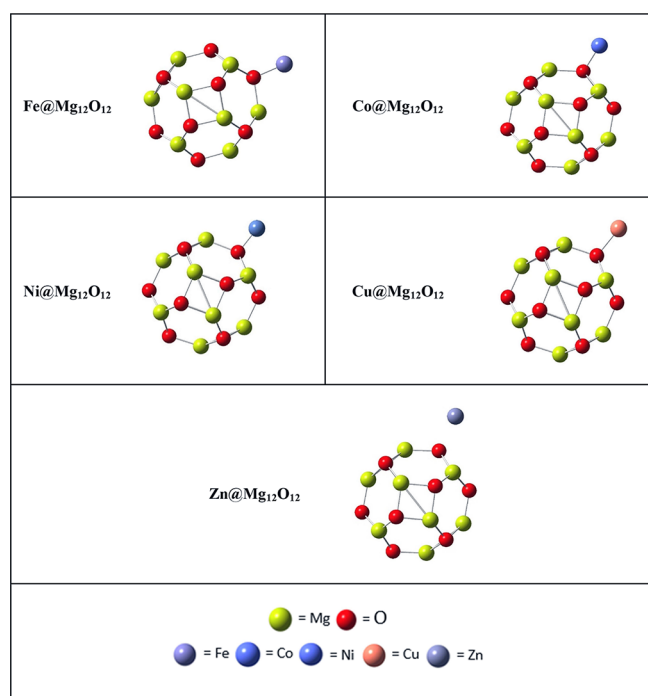 Fe@Mg₁₂O₁₂
Co@Mg₁₂O₁₂
Ni@Mg₁₂O₁₂
Cu@Mg₁₂O₁₂
Zn@Mg₁₂O₁₂
= Mg = O
= Fe = Co = Ni = Cu = Zn